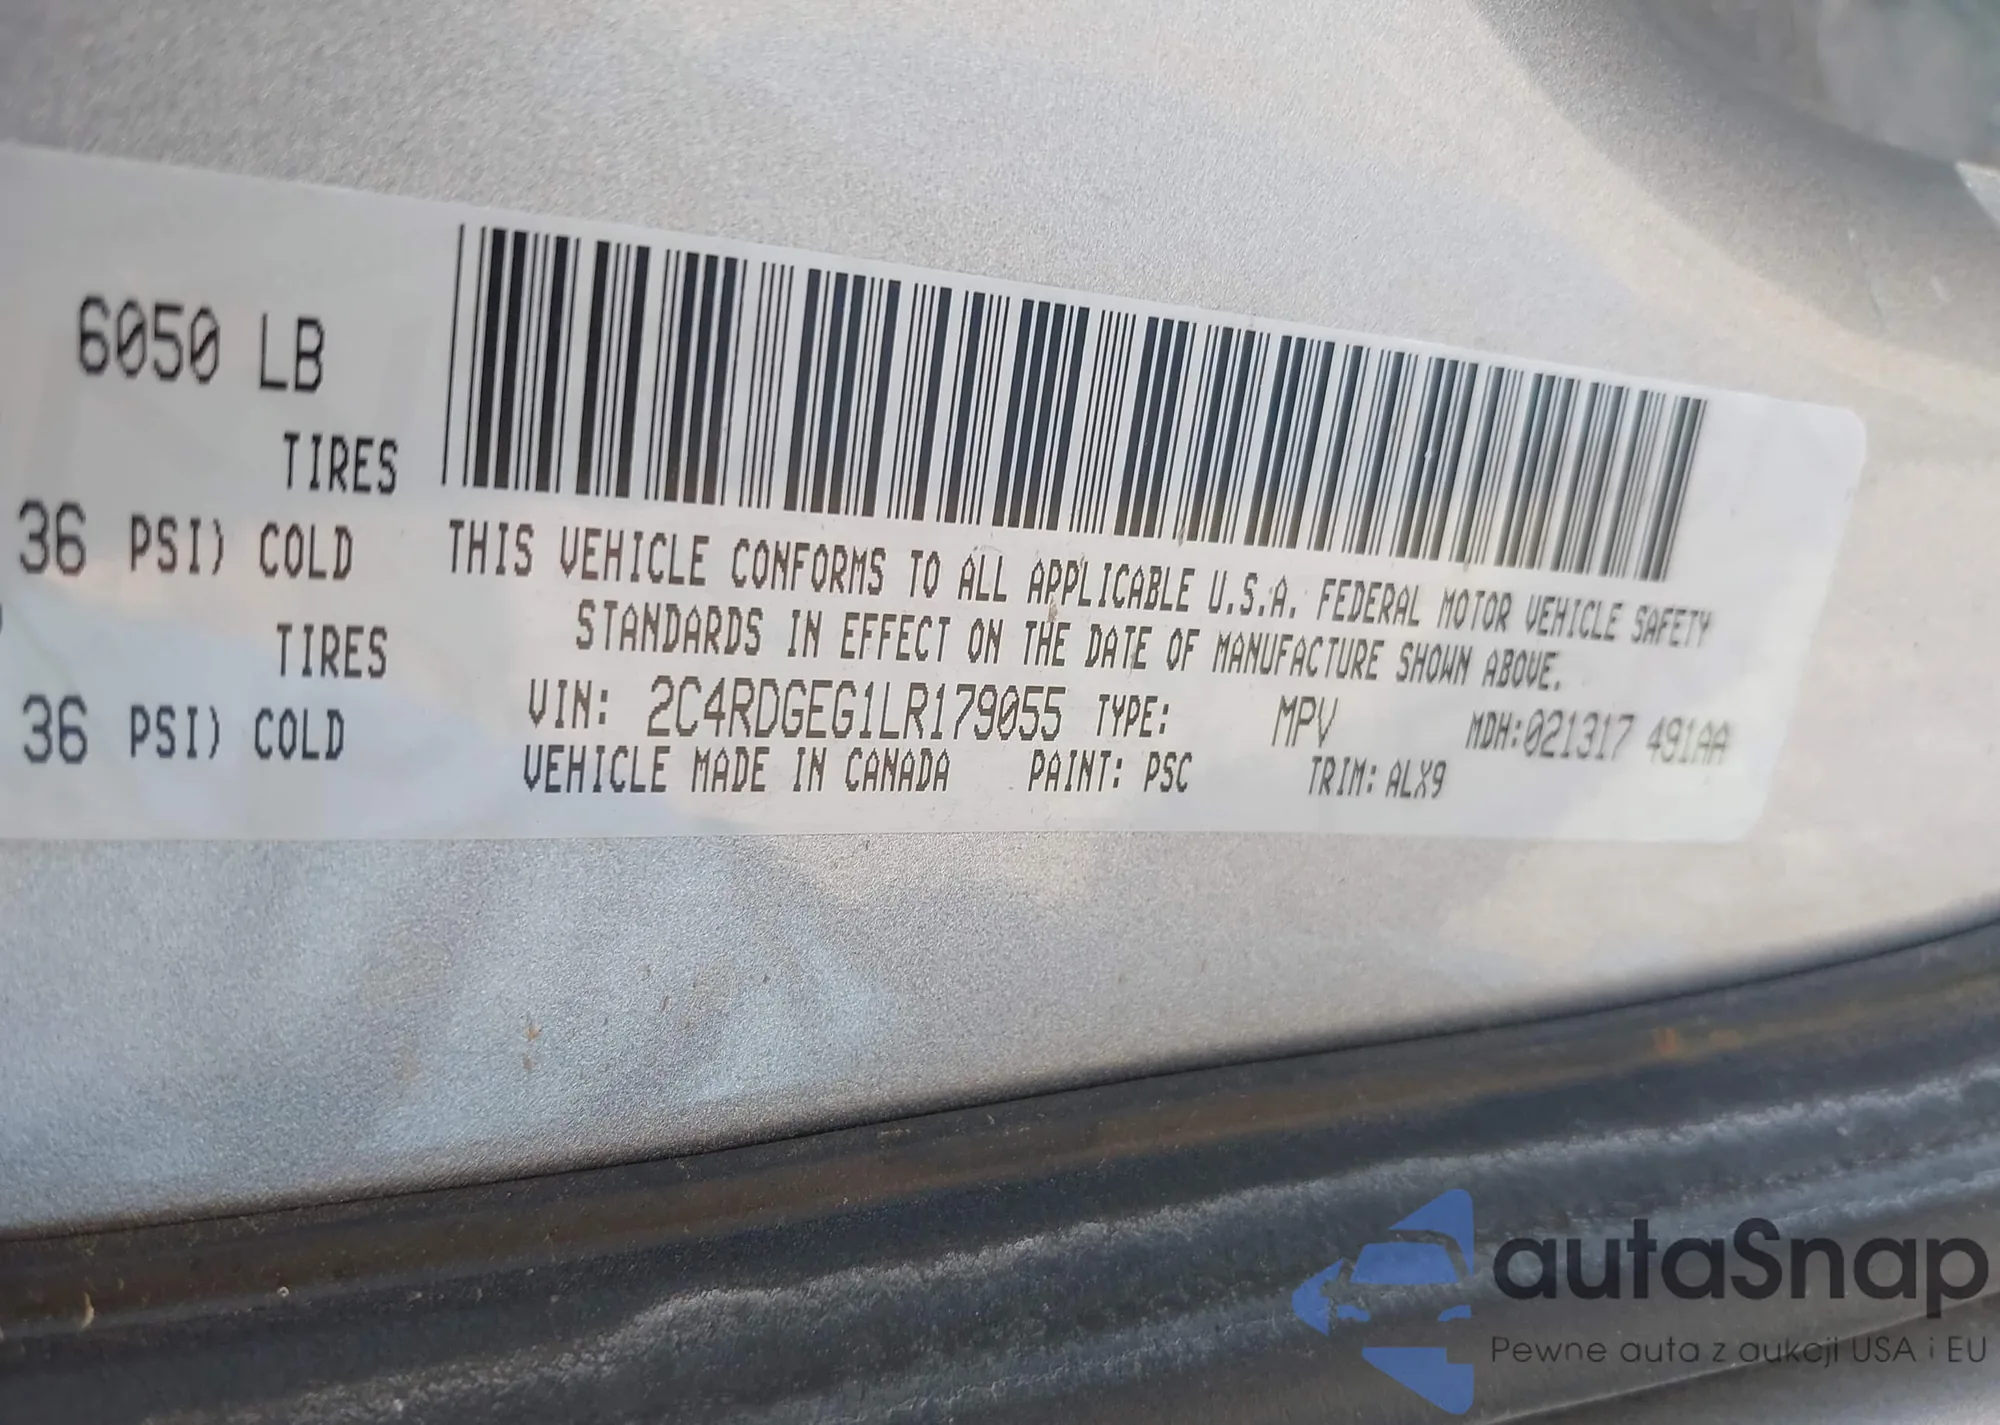 6050 LB
TIRES
36 PSI) COLD
TIRES
36 PSI) COLD
THIS VEHICLE CONFORMS TO ALL APPLICABLE U.S.A. FEDERAL MOTOR VEHICLE SAFETY
STANDARDS IN EFFECT ON THE DATE OF MANUFACTURE SHOWN ABOVE.
VIN: 2C4RDGEG1LR179055 TYPE: MPV MDH:021317 491AA
VEHICLE MADE IN CANADA PAINT: PSC TRIM: ALX9
autaSnap
Pewne auta z aukcji USA i EU